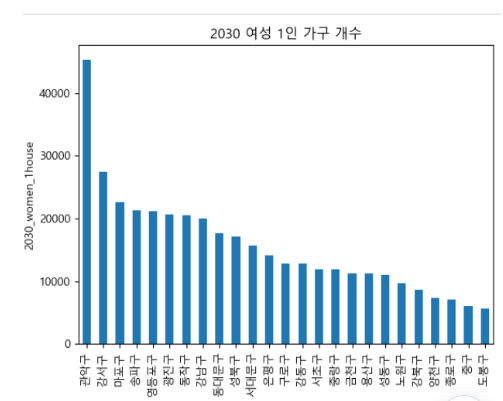 2030 여성 1인 가구 개수
2030_women_1house
40000
30000
20000
10000
0
관악구
강서구
마포구
송파구
영등포구
광진구
동작구
강남구
동대문구
성북구
서대문구
은평구
구로구
강동구
서초구
중랑구
금천구
용산구
성동구
노원구
강북구
양천구
종로구
중구
도봉구